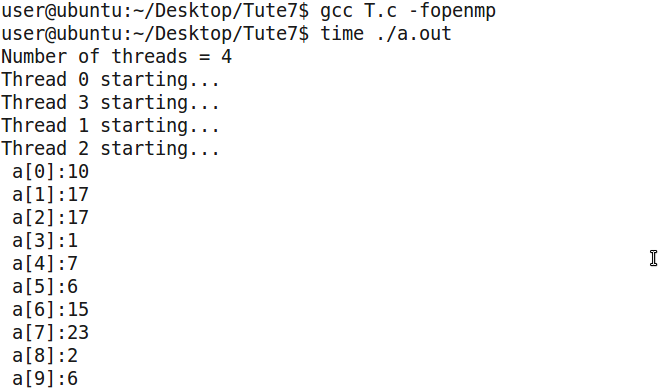 user@ubuntu:~/Desktop/Tute7$ gcc T.c -fopenmp
user@ubuntu:~/Desktop/Tute7$ time ./a.out
Number of threads = 4
Thread 0 starting...
Thread 3 starting...
Thread 1 starting...
Thread 2 starting...
 a[0]:10
 a[1]:17
 a[2]:17
 a[3]:1
 a[4]:7
 a[5]:6
 a[6]:15
 a[7]:23
 a[8]:2
 a[9]:6